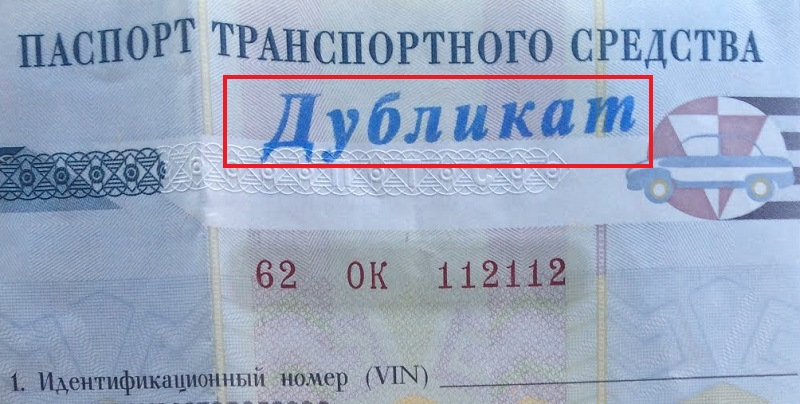 ПАСПОРТ ТРАНСПОРТНОГО СРЕДСТВА
Дубликат
62 ОК 112112
1. Идентификационный номер (VIN)